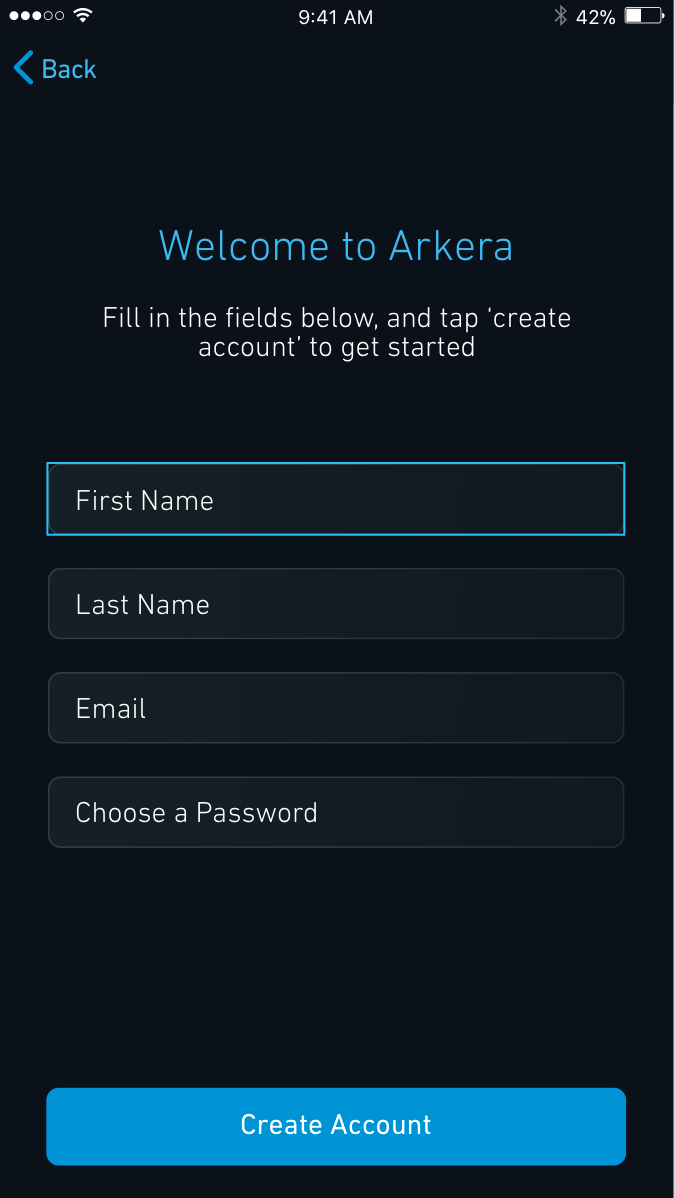 9:41 AM
42%
Back
Welcome to Arkera
Fill in the fields below, and tap ‘create
account’ to get started
First Name
Last Name
Email
Choose a Password
Create Account